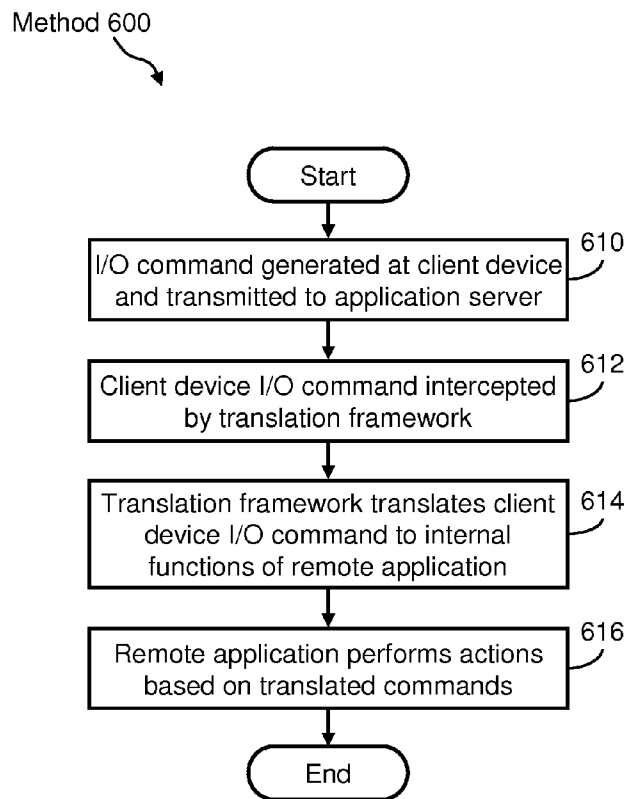 Method 600
Start
610
I/O command generated at client device
and transmitted to application server
612
Client device I/O command intercepted
by translation framework
614
Translation framework translates client
device I/O command to internal
functions of remote application
616
Remote application performs actions
based on translated commands
End